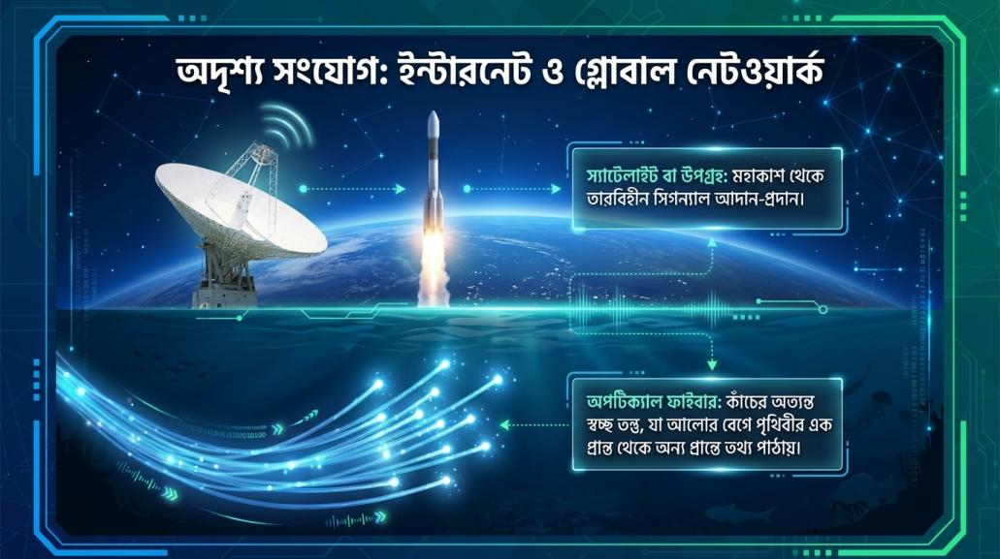 অদৃশ্য সংযোগ: ইন্টারনেট ও গ্লোবাল নেটওয়ার্ক
স্যাটেলাইট বা উপগ্রহ: মহাকাশ থেকে
তারবিহীন সিগন্যাল আদান-প্রদান।
অপটিক্যাল ফাইবার: কাঁচের অত্যন্ত
স্বচ্ছ তন্তু, যা আলোর বেগে পৃথিবীর এক
প্রান্ত থেকে অন্য প্রান্তে তথ্য পাঠায়।